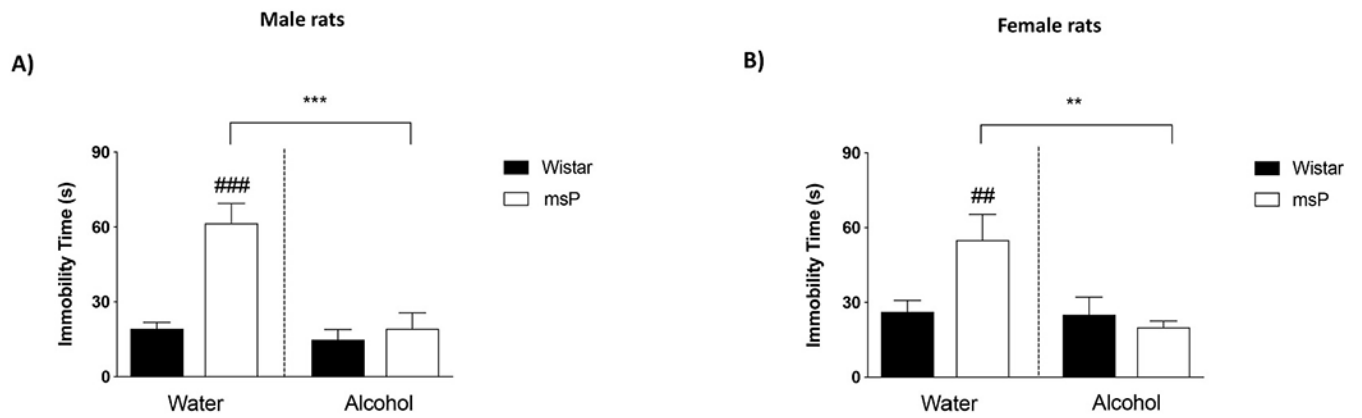 Male rats
A)
***
90
60
30
0
Immobility Time (s)
###
Wistar
msP
Water
Alcohol
Female rats
B)
**
90
60
30
0
Immobility Time (s)
##
Wistar
msP
Water
Alcohol